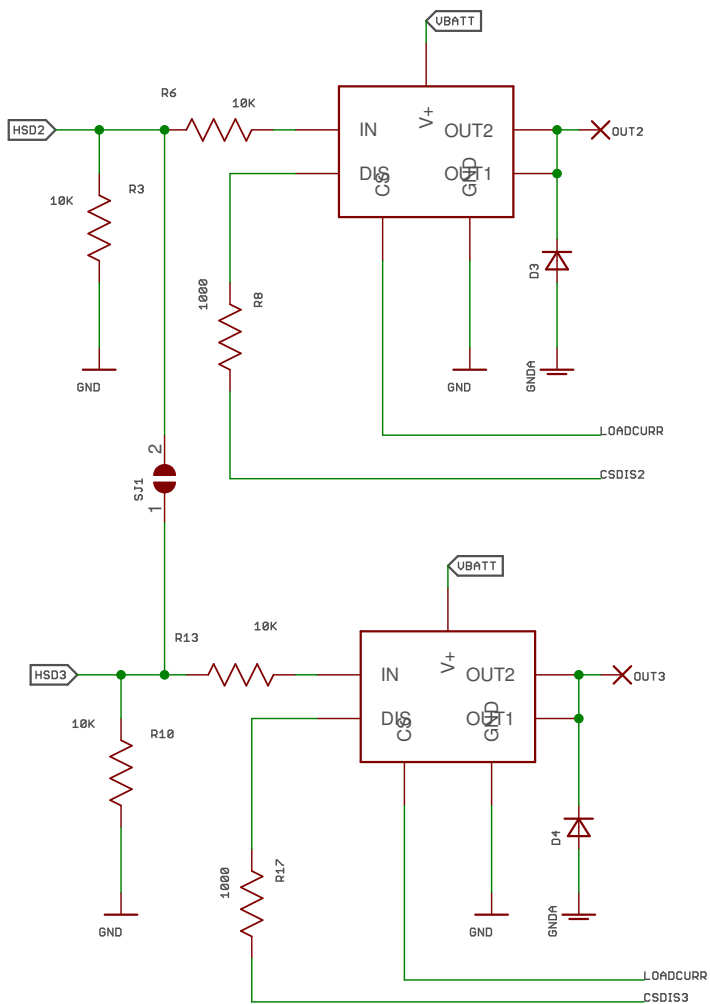 VBATT
R6
10K
HSD2
IN
V+
OUT2
OUT2
R3
10K
DIS
CS
GND
OUT1
1000
R8
D3
GND
GND
GNDA
LOADCURR
2
CSDIS2
SJ1
1
VBATT
10K
R13
HSD3
IN
V+
OUT2
OUT3
10K
R10
DIS
CS
GND
OUT1
D4
1000
R17
GND
GND
GNDA
LOADCURR
CSDIS3